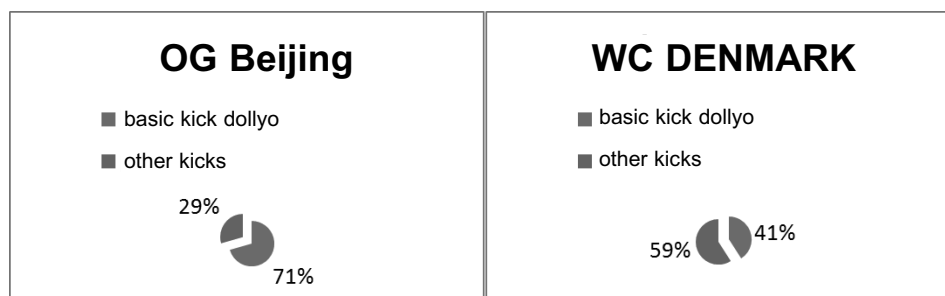 OG Beijing
basic kick dollyo
other kicks
29%
71%
WC DENMARK
basic kick dollyo
other kicks
59%
41%